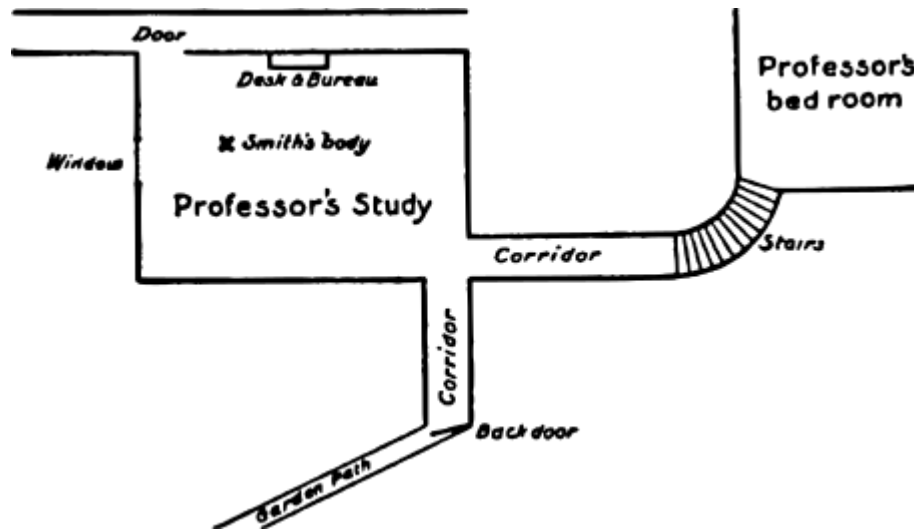 Door
Desk & Bureau
Professor's
bed room
Smith's body
Window
Professor's Study
Corridor
Stairs
Corridor
Back door
Garden Path